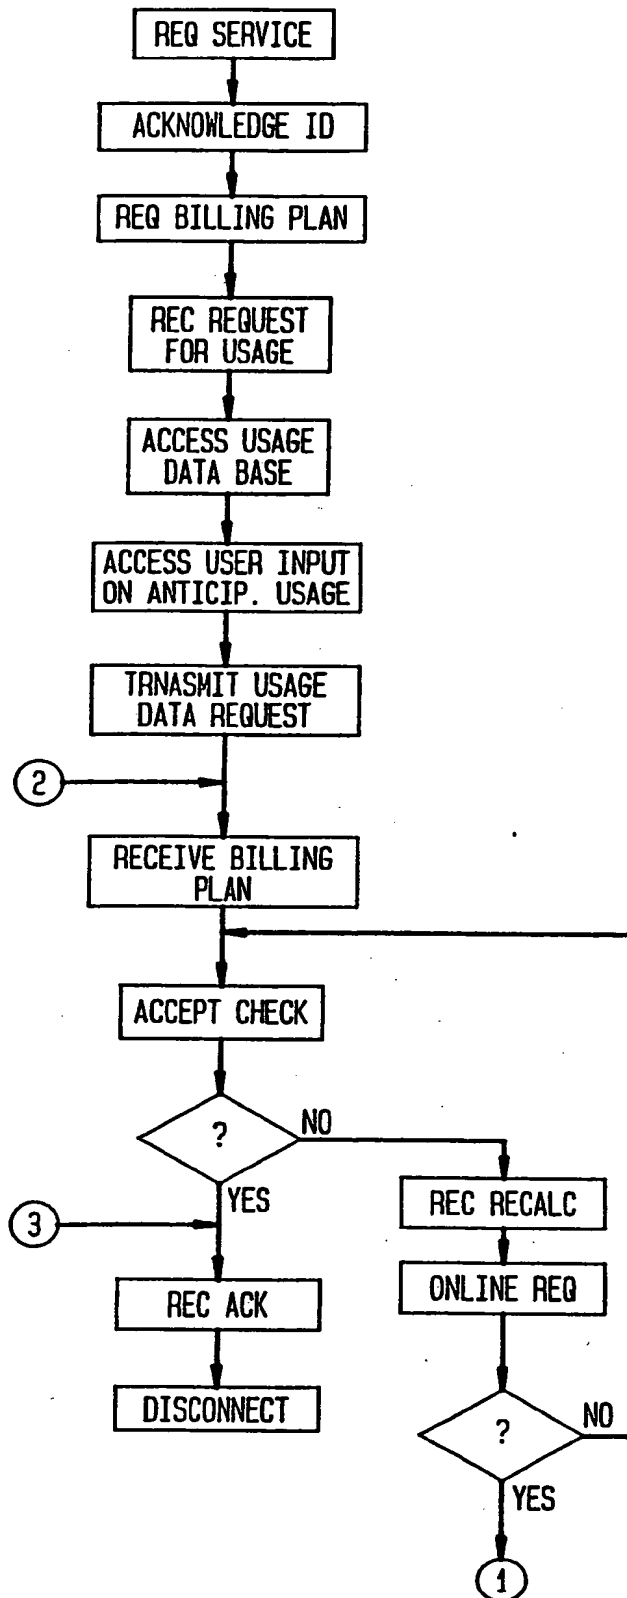 REQ SERVICE
ACKNOWLEDGE ID
REQ BILLING PLAN
REC REQUEST
FOR USAGE
ACCESS USAGE
DATA BASE
ACCESS USER INPUT
ON ANTICIP. USAGE
TRNASMIT USAGE
DATA REQUEST
2
RECEIVE BILLING
PLAN
ACCEPT CHECK
?
NO
YES
3
REC RECALC
REC ACK
ONLINE REQ
DISCONNECT
?
NO
YES
1